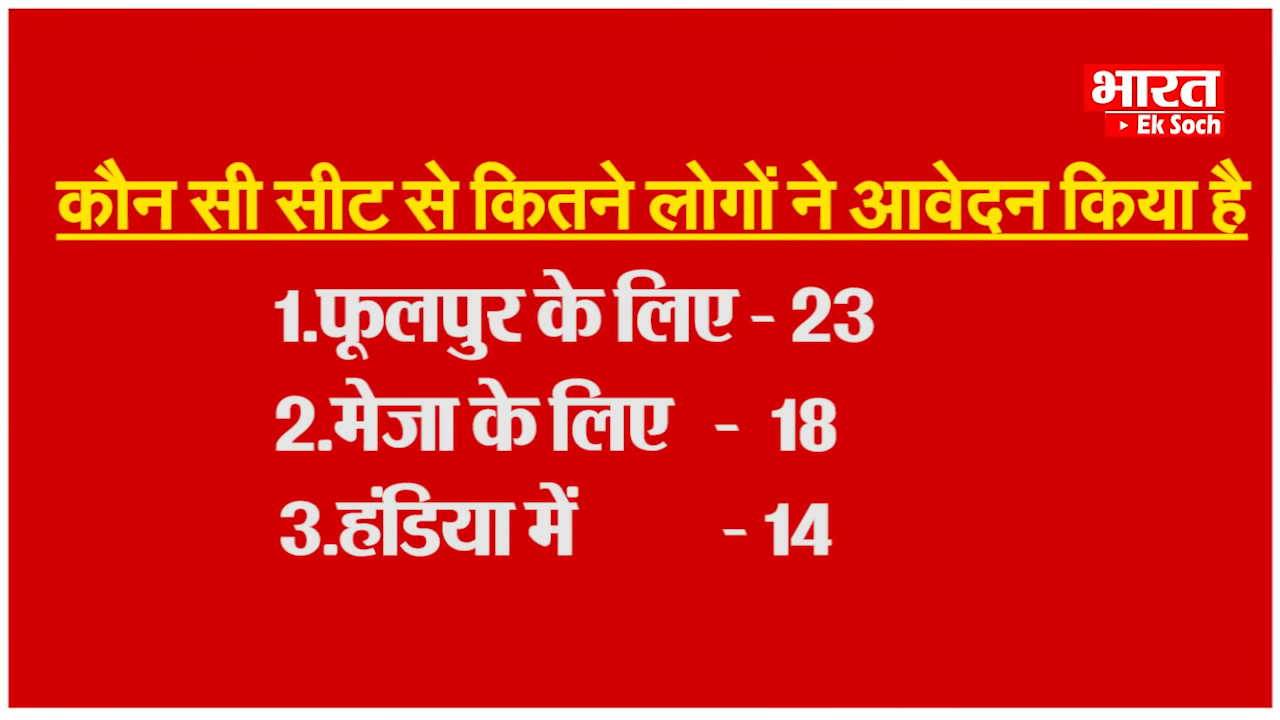 भारत
Ek Soch
कौन सी सीट से कितने लोगों ने आवेदन किया है
1.फूलपुर के लिए - 23
2.मेजा के लिए - 18
3.हंडिया में - 14